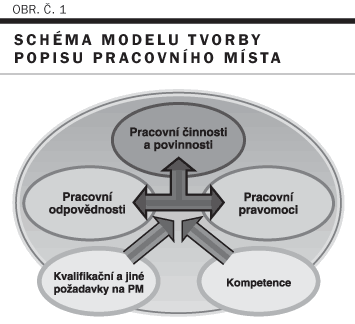 OBR. Č. 1
SCHÉMA MODELU TVORBY
POPISU PRACOVNÍHO MÍSTA
Pracovní činnosti
a povinnosti
Pracovní
odpovědnosti
Pracovní
pravomoci
Kvalifikační a jiné
požadavky na PM
Kompetence